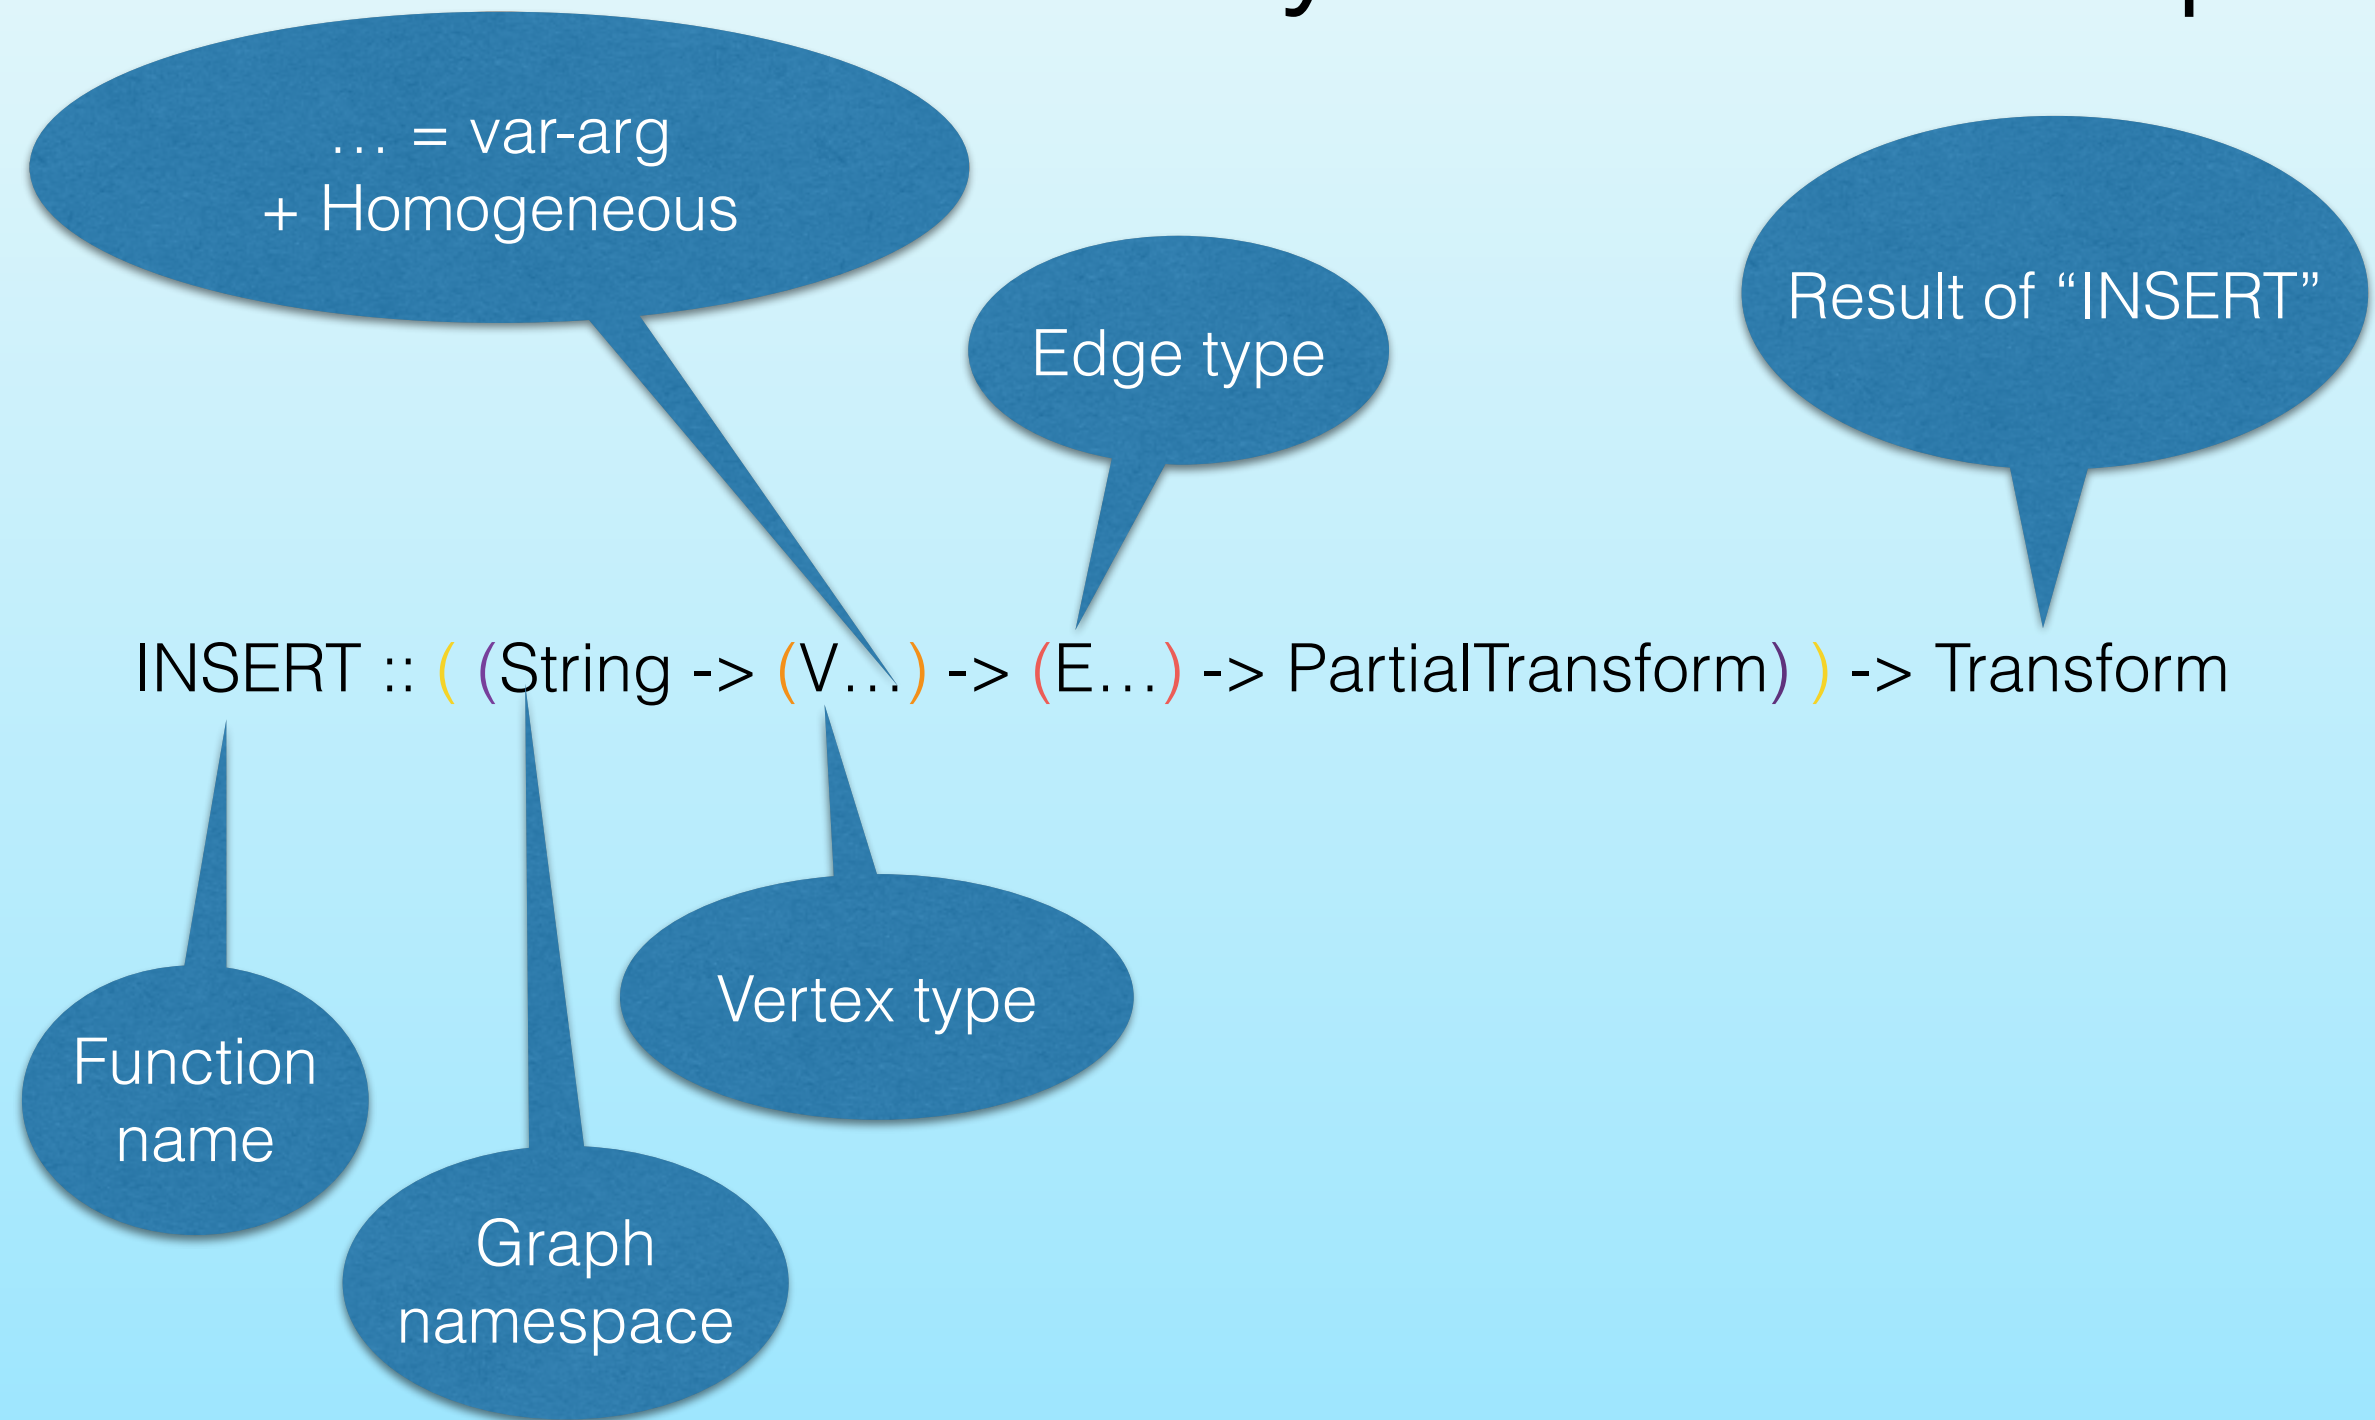 … = var-arg
+ Homogeneous
Edge type
Result of “INSERT”
INSERT :: ( (String -> (V…) -> (E…) -> PartialTransform) ) -> Transform
Vertex type
Function
name
Graph
namespace